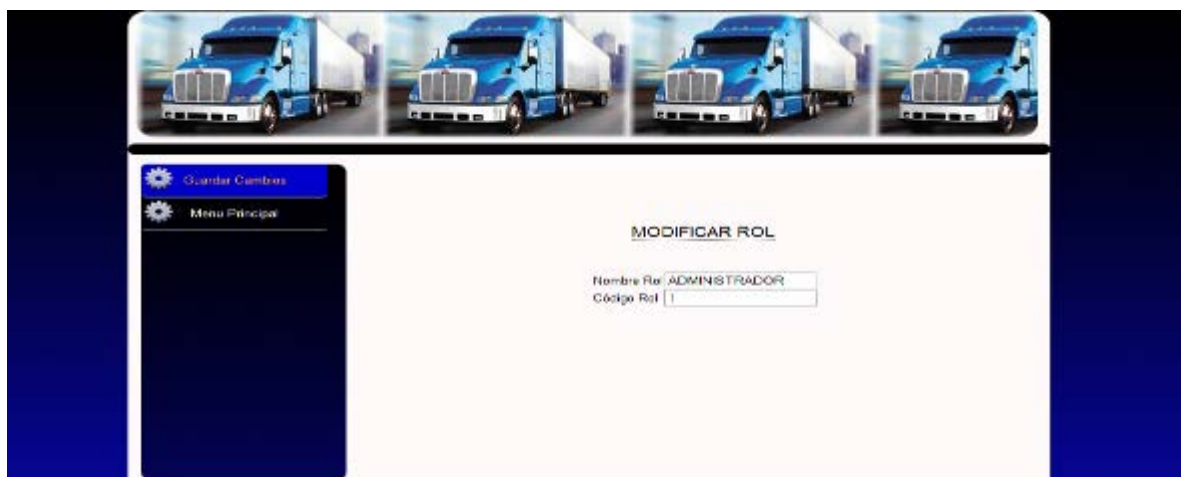 Guardar Cambios
Menu Principal
MODIFICAR ROL
Nombre Rol ADMINISTRADOR
Código Rol 1